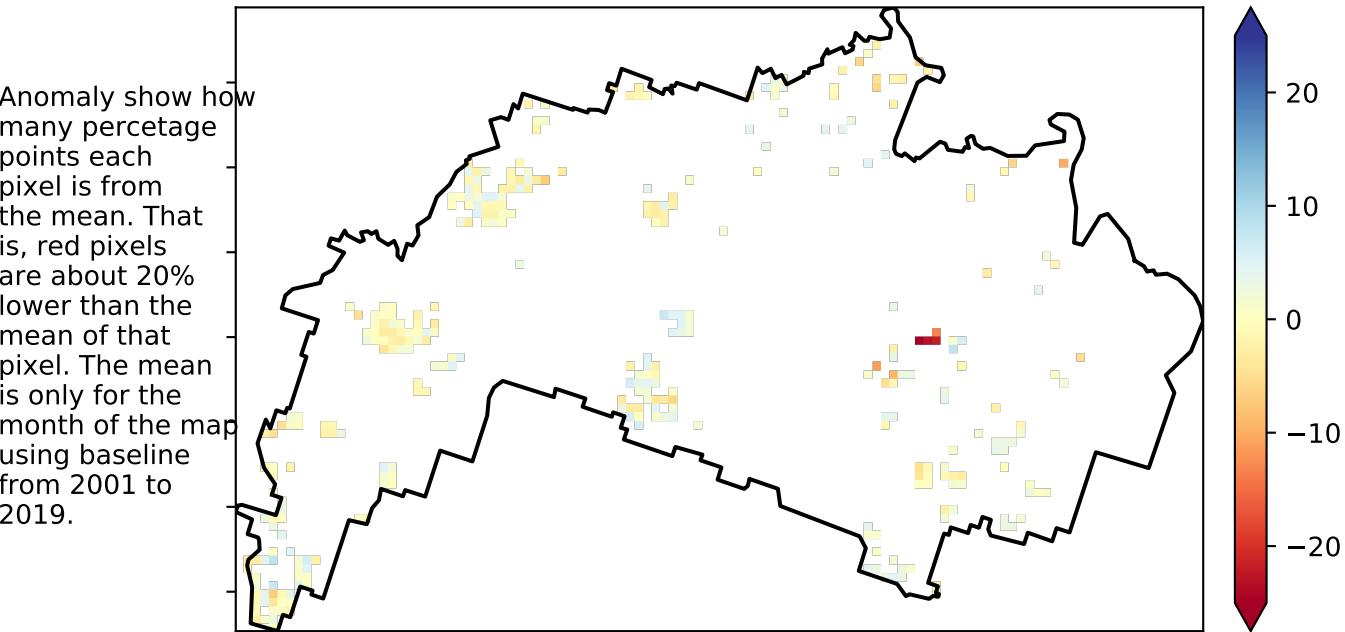 Anomaly show how
many percetage
points each
pixel is from
the mean. That
is, red pixels
are about 20%
lower than the
mean of that
pixel. The mean
is only for the
month of the map
using baseline
from 2001 to
2019.
20
10
0
−10
−20